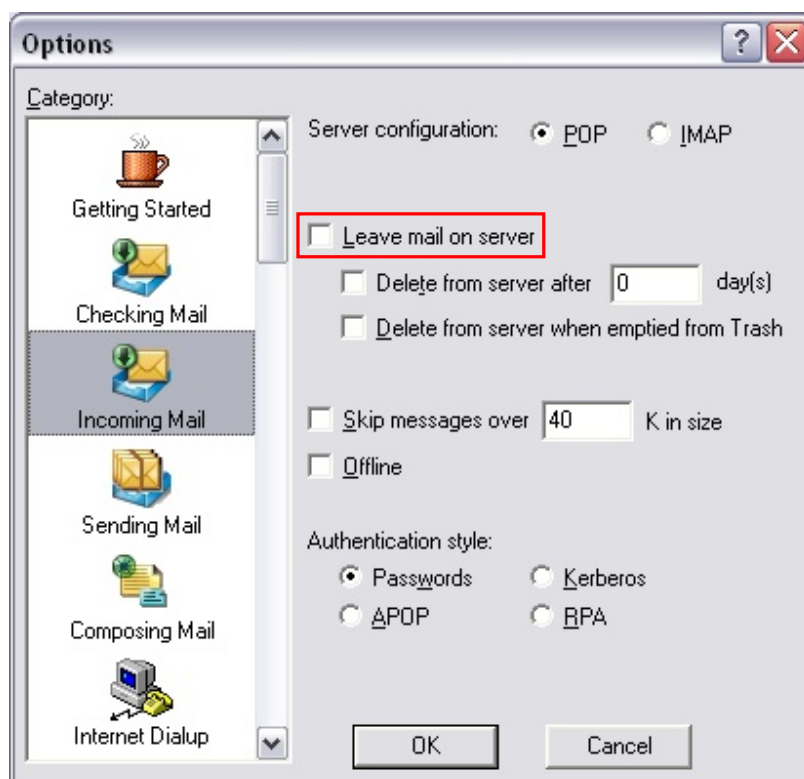 Options
Category:
Getting Started
Checking Mail
Incoming Mail
Sending Mail
Composing Mail
Internet Dialup
Server configuration: POP IMAP
Leave mail on server
Delete from server after 0 day(s)
Delete from server when emptied from Trash
Skip messages over 40 K in size
Offline
Authentication style:
Passwords Kerberos
APOP RPA
OK Cancel